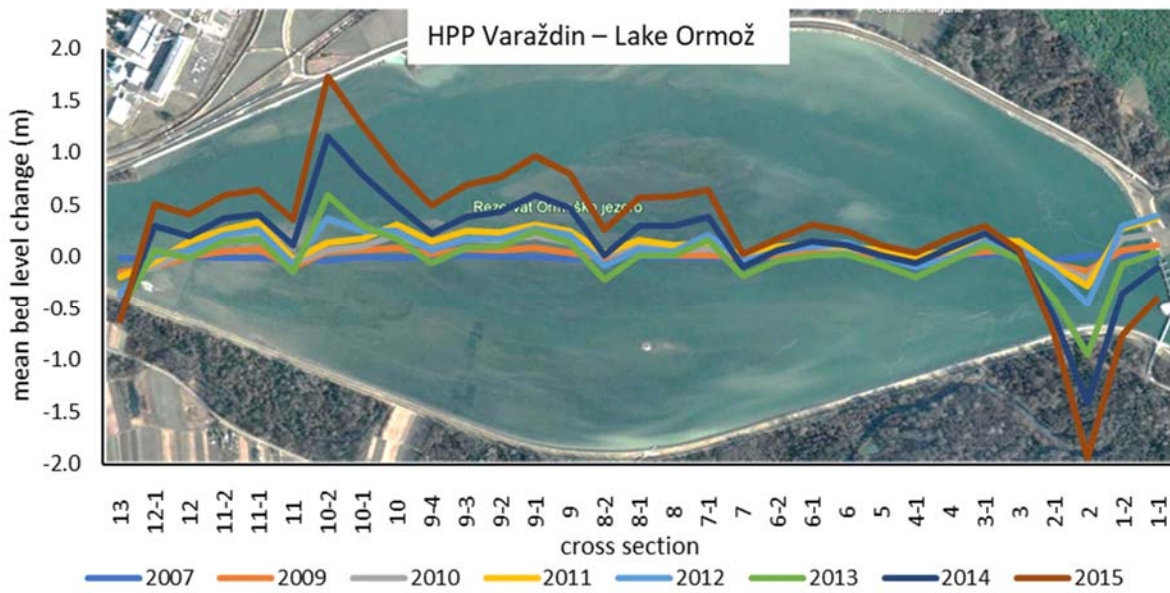 HPP Varaždin – Lake Ormož
mean bed level change (m)
2.0
1.5
1.0
0.5
0.0
-0.5
-1.0
-1.5
-2.0
Rezervat Ormoško jezero
13 12-1 12 11-2 11-1 11 10-2 10-1 10 9-4 9-3 9-2 9-1 9 8-2 8-1 8 7-1 7 6-2 6-1 6 5 4-1 4 3-1 3 2-1 2 1-2 1-1
cross section
2007 2009 2010 2011 2012 2013 2014 2015